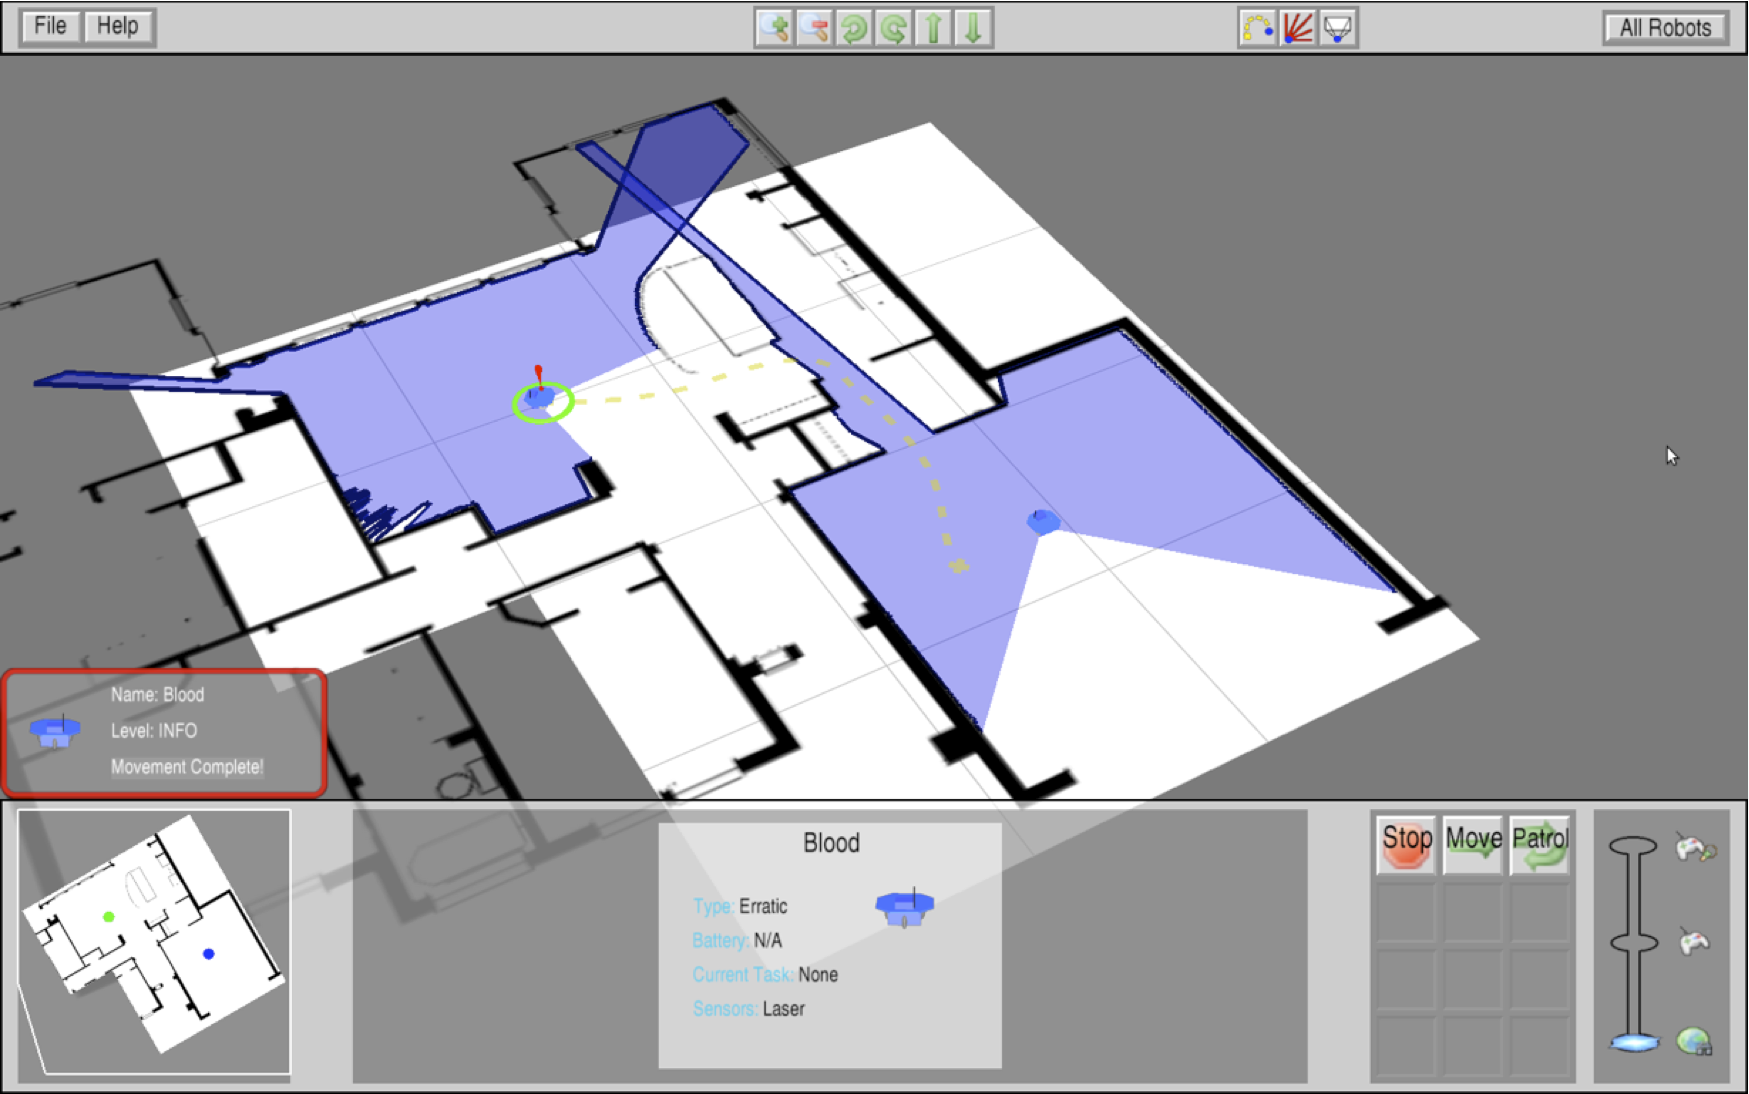 File Help
All Robots
Name: Blood
Level: INFO
Movement Complete!
Blood
Type: Erratic
Battery: N/A
Current Task: None
Sensors: Laser
Stop Move Patrol